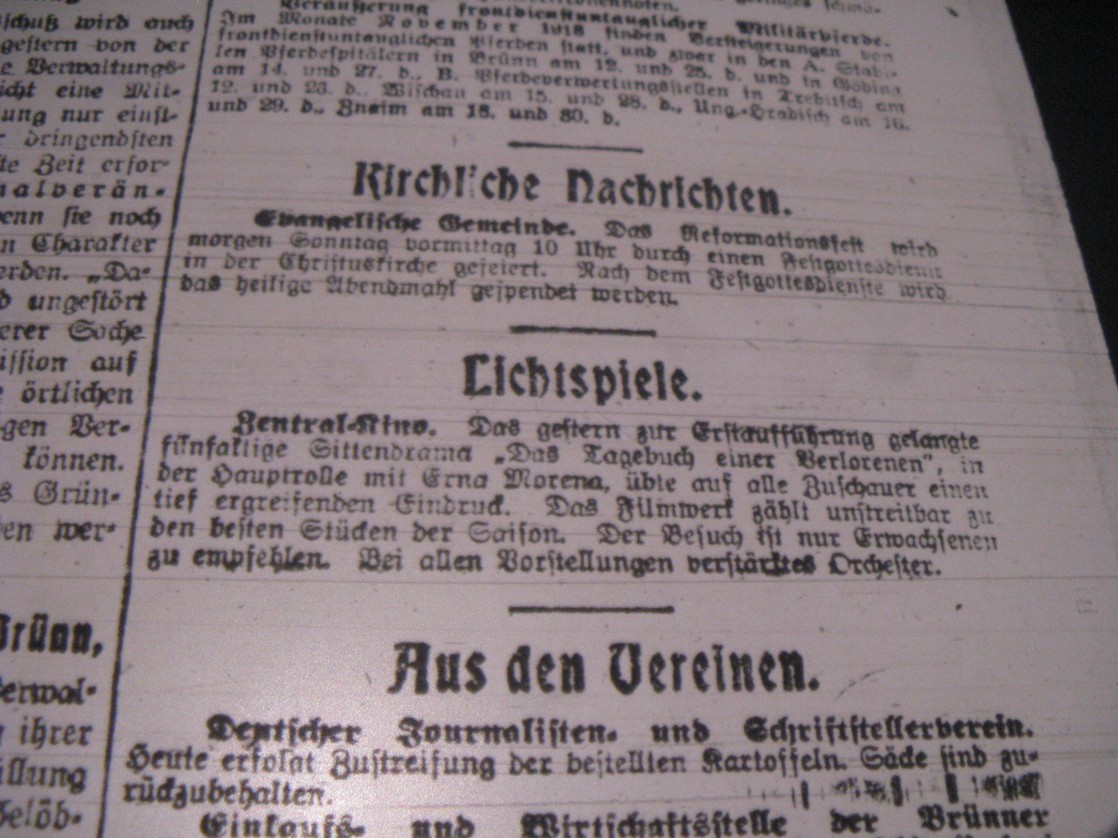 schuß wird auch
gestern von der
e Verwaltungs-
icht eine Mit-
ung nur einst-
r dringendsten
te Zeit erfor-
nalverän-
enn sie noch
n Charakter
erden. „Da-
d ungestört
erer Sache
ission auf
e örtlichen
gen Ver-
können.
s Grün-
en wer-
Brünn,
erwal-
ihrer
llung
Gelöb-
Veräußerung frontdienstuntauglicher Militärpferde.
Im Monate November 1918 finden Versteigerungen von
frontdienstuntauglichen Pferden statt, und zwar in den A. Stabi-
len Pferdespitälern in Brünn am 12. und 25. d. und in Göding
am 14. und 27. d., B. Pferdeverwertungsstellen in Trebitsch am
12. und 23. d., Wischau am 15. und 28. d., Ung.-Hradisch am 16.
und 29. d., Znaim am 18. und 30. d.
Kirchliche Nachrichten.
Evangelische Gemeinde. Das Reformationsfest wird
morgen Sonntag vormittag 10 Uhr durch einen Festgottesdienst
in der Christuskirche gefeiert. Nach dem Festgottesdienste wird
das heilige Abendmahl gespendet werden.
Lichtspiele.
Zentral-Kino. Das gestern zur Erstaufführung gelangte
fünfaktige Sittendrama „Das Tagebuch einer Verlorenen“, in
der Hauptrolle mit Erna Morena, übte auf alle Zuschauer einen
tief ergreifenden Eindruck. Das Filmwerk zählt unstreitbar zu
den besten Stücken der Saison. Der Besuch ist nur Erwachsenen
zu empfehlen. Bei allen Vorstellungen verstärktes Orchester.
Aus den Vereinen.
Deutscher Journalisten- und Schriftstellerverein.
Heute erfolgt Zustreifung der bestellten Kartoffeln. Säcke sind zu-
rückzubehalten.
Einkaufs- und Wirtschaftsstelle der Brünner